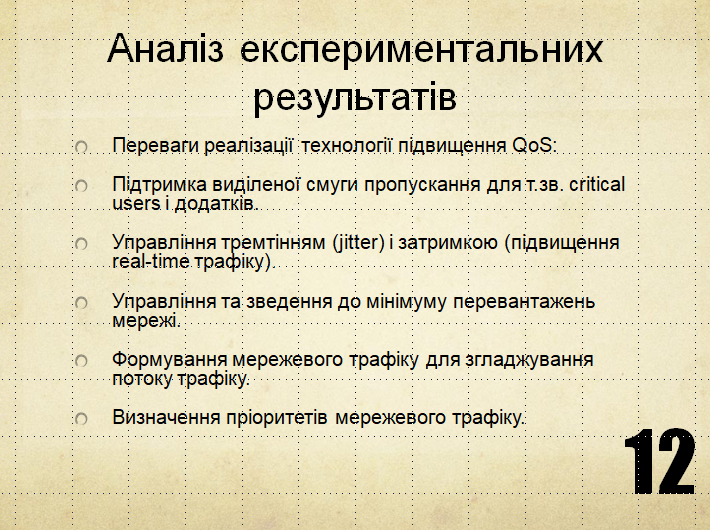 Аналіз експериментальних
результатів
Переваги реалізації технології підвищення QoS:
Підтримка виділеної смуги пропускання для т.зв. critical
users і додатків.
Управління тремтінням (jitter) і затримкою (підвищення
real-time трафіку).
Управління та зведення до мінімуму перевантажень
мережі.
Формування мережевого трафіку для згладжування
потоку трафіку.
Визначення пріоритетів мережевого трафіку.
12